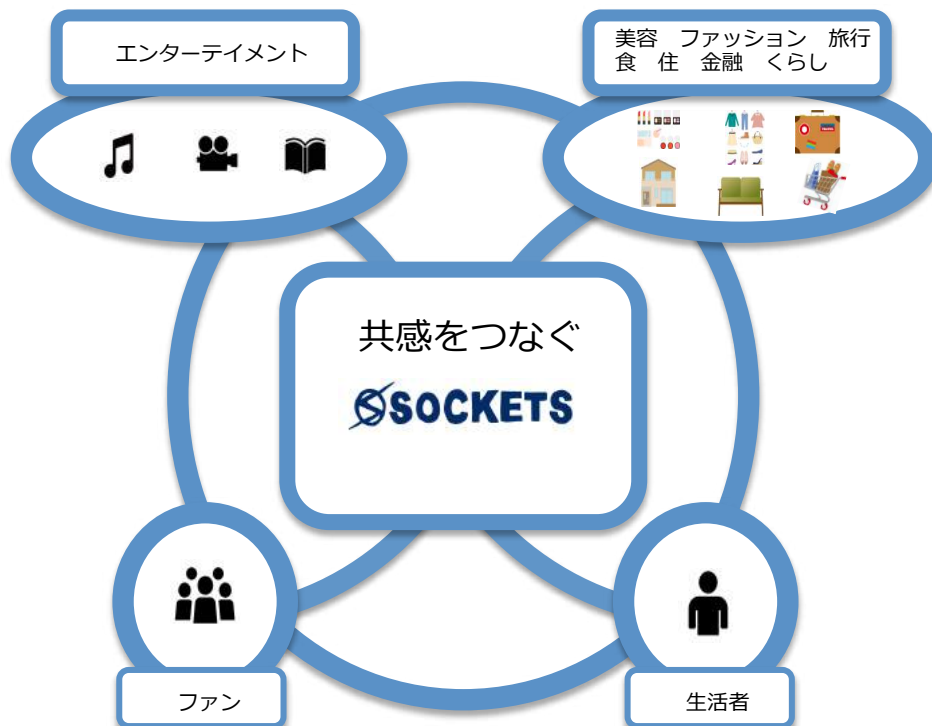 エンターテイメント
美容　ファッション　旅行
食　住　金融　くらし
共感をつなぐ
SOCKETS
ファン
生活者